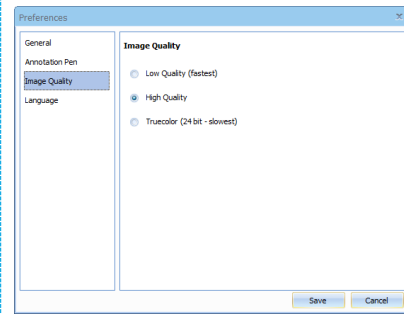 Preferences
General
Annotation Pen
Image Quality
Language
Image Quality
Low Quality (fastest)
High Quality
Truecolor (24 bit - slowest)
Save
Cancel